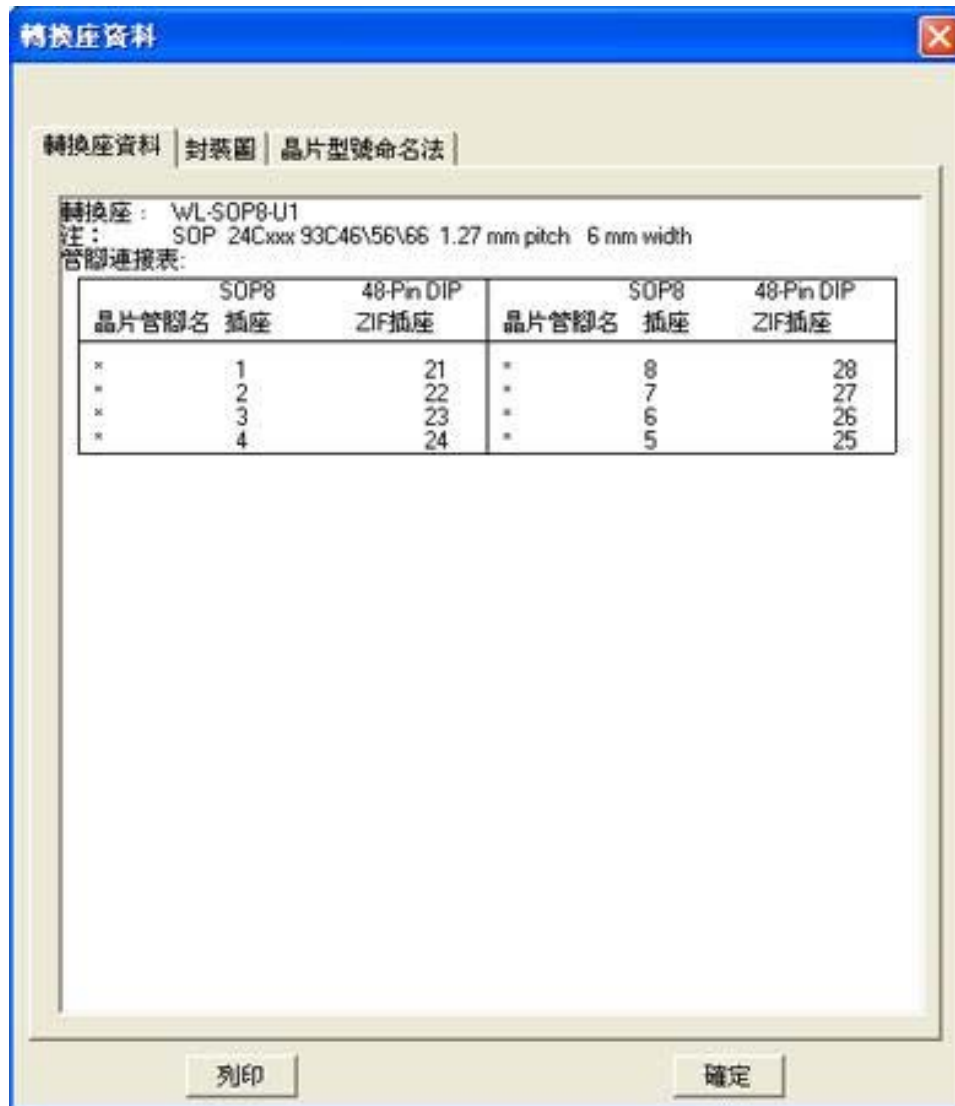 轉換座資料
轉換座資料 封裝圖 晶片型號命名法
轉換座： WL-SOP8-U1
注： SOP 24Cxxx 93C46\56\66 1.27 mm pitch 6 mm width
管腳連接表:
SOP8 48-Pin DIP SOP8 48-Pin DIP
晶片管腳名 插座 ZIF插座 晶片管腳名 插座 ZIF插座
* 1 21 * 8 28
* 2 22 * 7 27
* 3 23 * 6 26
* 4 24 * 5 25
列印 確定